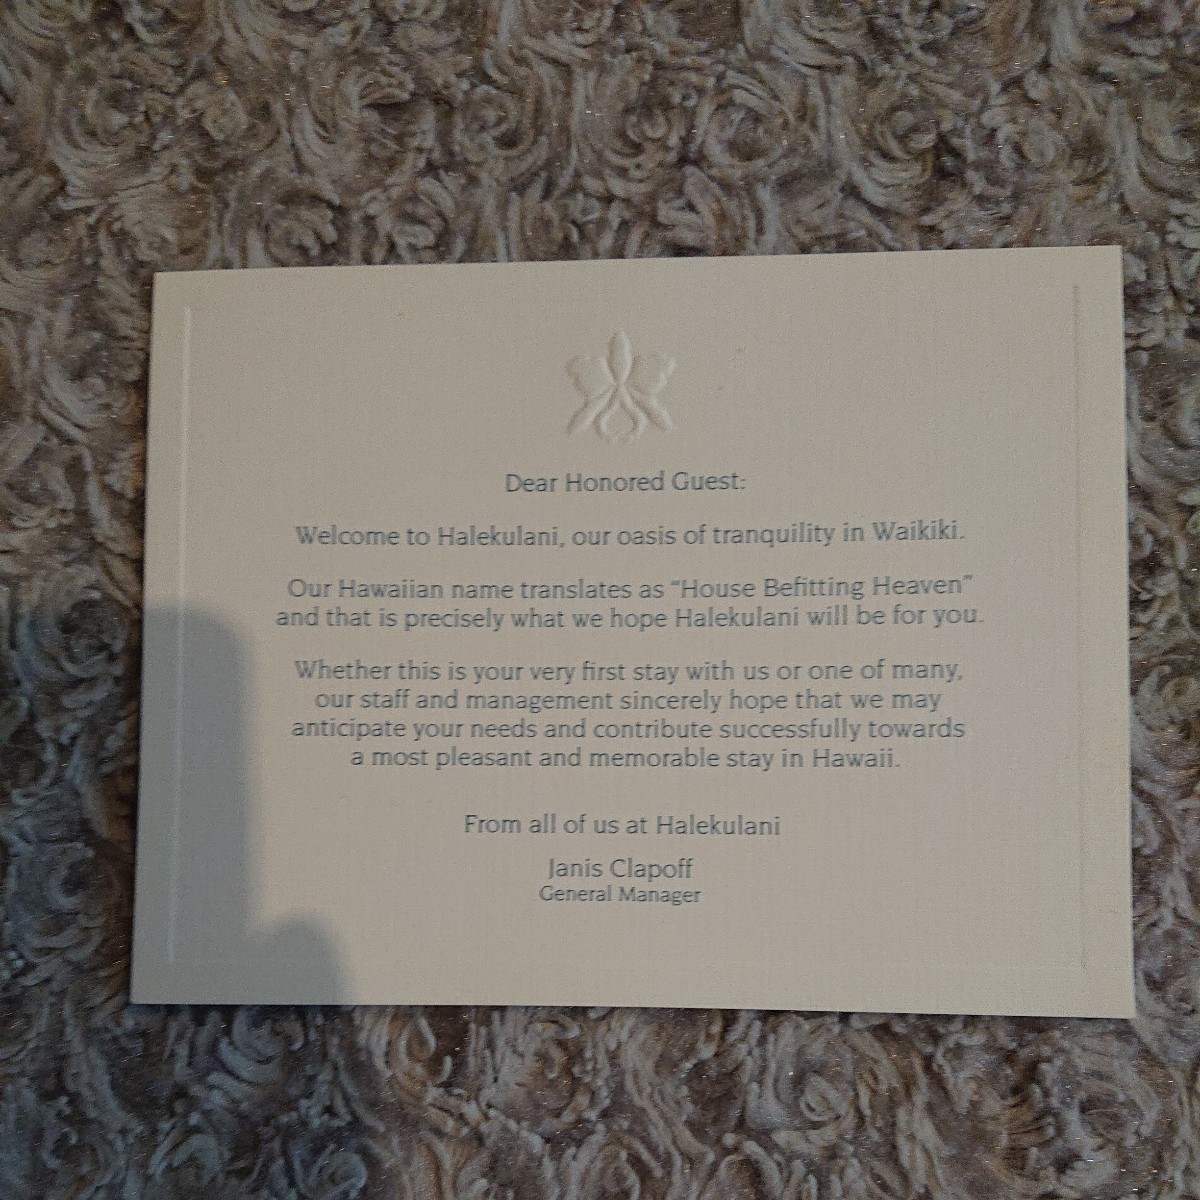 Dear Honored Guest:
Welcome to Halekulani, our oasis of tranquility in Waikiki.
Our Hawaiian name translates as “House Befitting Heaven”
and that is precisely what we hope Halekulani will be for you.
Whether this is your very first stay with us or one of many,
our staff and management sincerely hope that we may
anticipate your needs and contribute successfully towards
a most pleasant and memorable stay in Hawaii.
From all of us at Halekulani
Janis Clapoff
General Manager